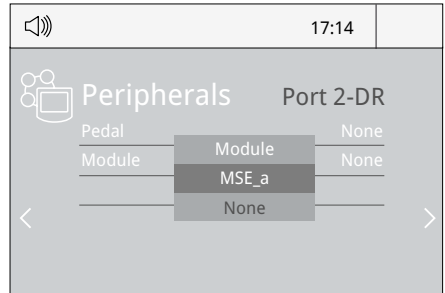 17:14
Peripherals Port 2-DR
Pedal None
Module None
Module
MSE_a
None